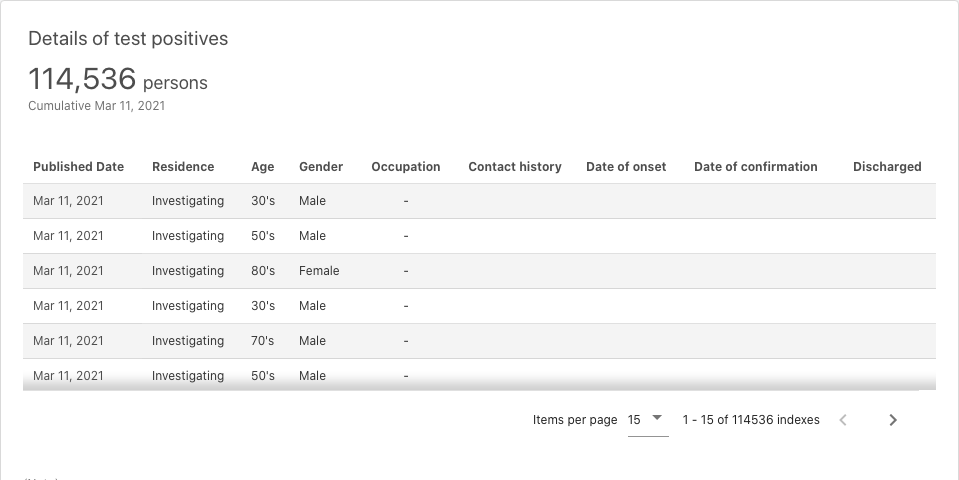 Details of test positives
114,536 persons
Cumulative Mar 11, 2021
Published Date Residence Age Gender Occupation Contact history Date of onset Date of confirmation Discharged
Mar 11, 2021 Investigating 30's Male -
Mar 11, 2021 Investigating 50's Male -
Mar 11, 2021 Investigating 80's Female -
Mar 11, 2021 Investigating 30's Male -
Mar 11, 2021 Investigating 70's Male -
Mar 11, 2021 Investigating 50's Male -
Items per page 15 1 - 15 of 114536 indexes